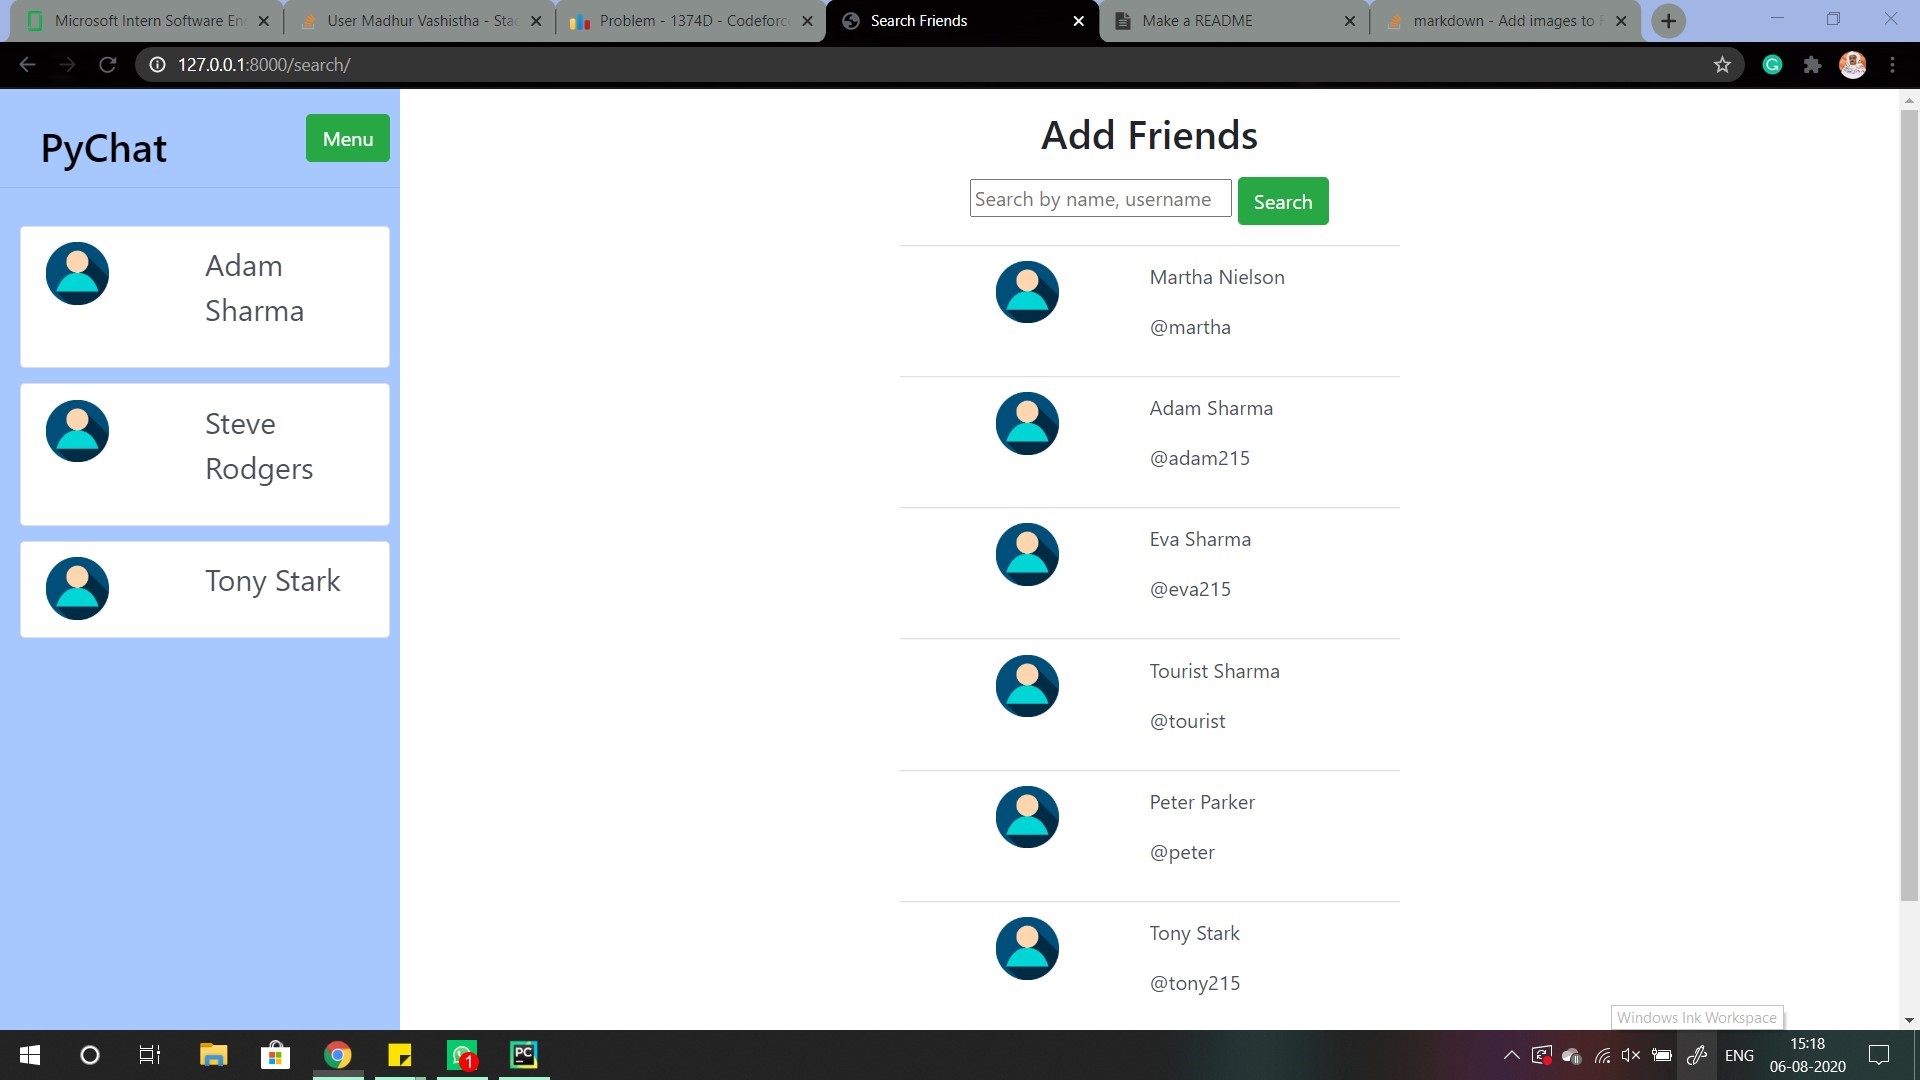 Microsoft Intern Software En
User Madhur Vashistha - Stac
Problem - 1374D - Codeforce
Search Friends
Make a README
markdown - Add images to R
127.0.0.1:8000/search/
PyChat
Menu
Adam
Sharma
Steve
Rodgers
Tony Stark
Add Friends
Search by name, username
Search
Martha Nielson
@martha
Adam Sharma
@adam215
Eva Sharma
@eva215
Tourist Sharma
@tourist
Peter Parker
@peter
Tony Stark
@tony215
Windows Ink Workspace
1
PC
ENG
15:18
06-08-2020